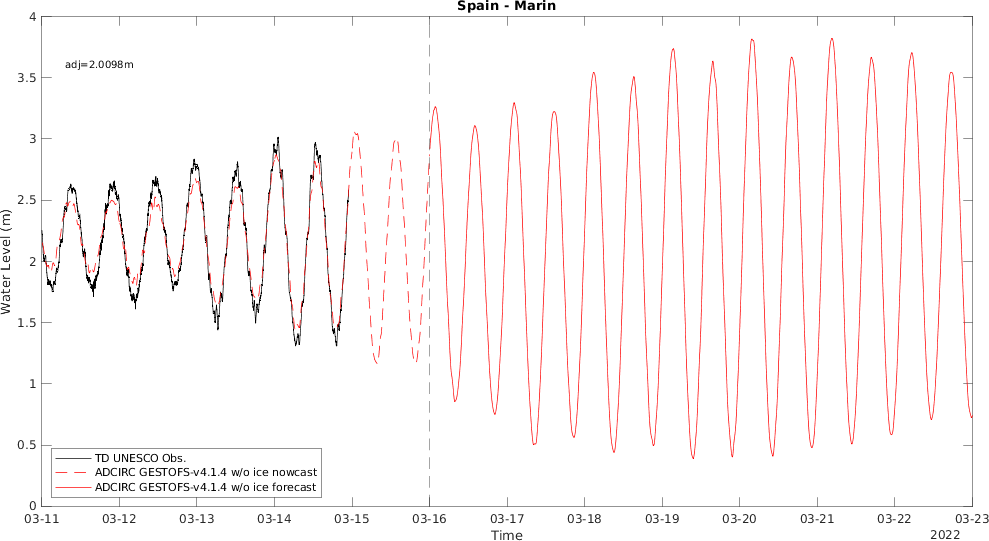 Spain - Marin
adj=2.0098m
Water Level (m)
4
3.5
3
2.5
2
1.5
1
0.5
0
TD UNESCO Obs.
ADCIRC GESTOFS-v4.1.4 w/o ice nowcast
ADCIRC GESTOFS-v4.1.4 w/o ice forecast
03-11 03-12 03-13 03-14 03-15 03-16 03-17 03-18 03-19 03-20 03-21 03-22 03-23
Time
2022